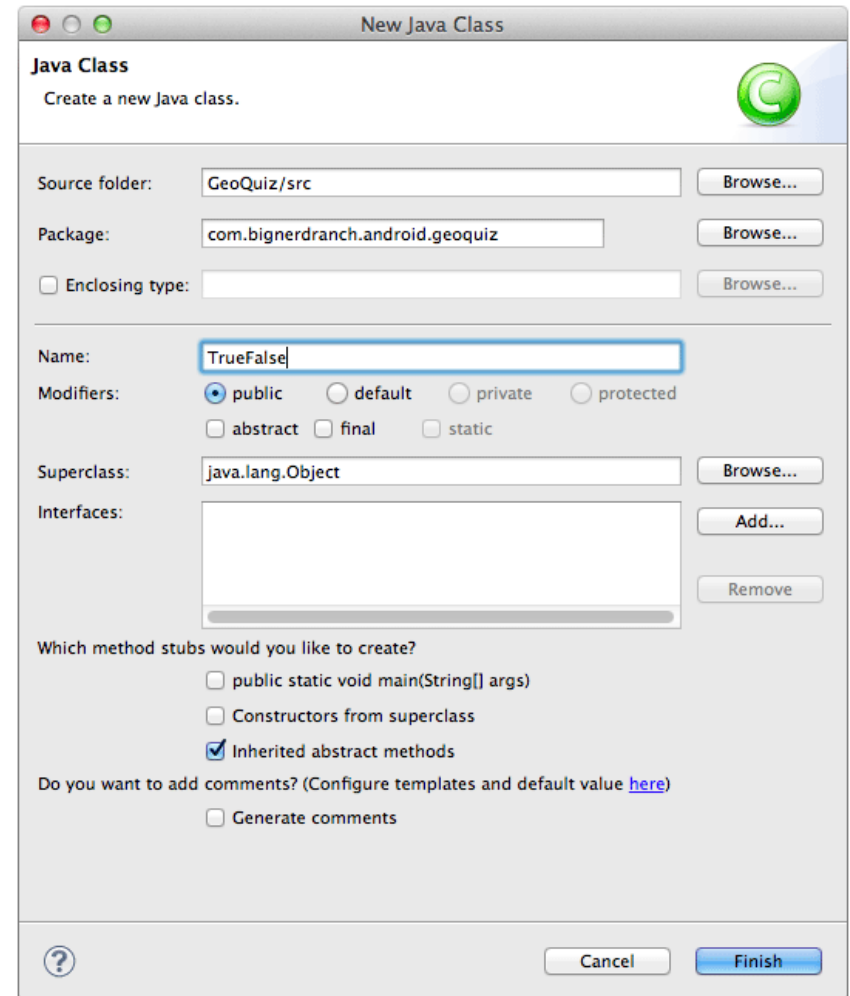 New Java Class
Java Class
Create a new Java class.
C
Source folder: GeoQuiz/src Browse...
Package: com.bignerdranch.android.geoquiz Browse...
Enclosing type: Browse...
Name: TrueFalse
Modifiers: public default private protected
abstract final static
Superclass: java.lang.Object Browse...
Interfaces: Add...
Remove
Which method stubs would you like to create?
public static void main(String[] args)
Constructors from superclass
Inherited abstract methods
Do you want to add comments? (Configure templates and default value here)
Generate comments
? Cancel Finish